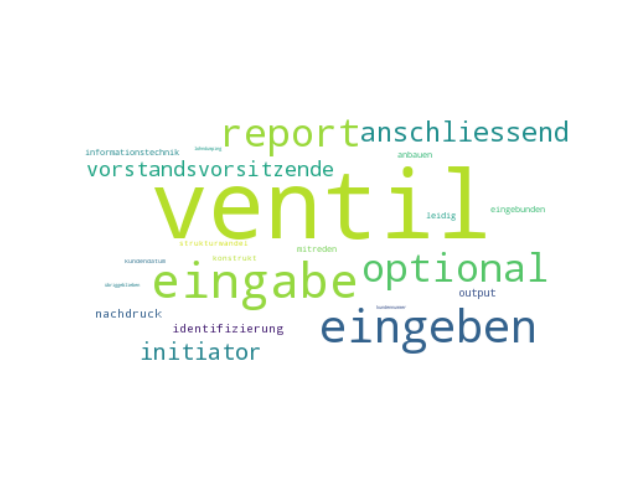 report
anschliessend
informationstechnik
anbauen
vorstandsvorsitzende
ventil
leidig
eingebunden
strukturwandel
mitreden
konstrukt
kundendatum
optional
eingabe
output
nachdruck
eingeben
identifizierung
initiator